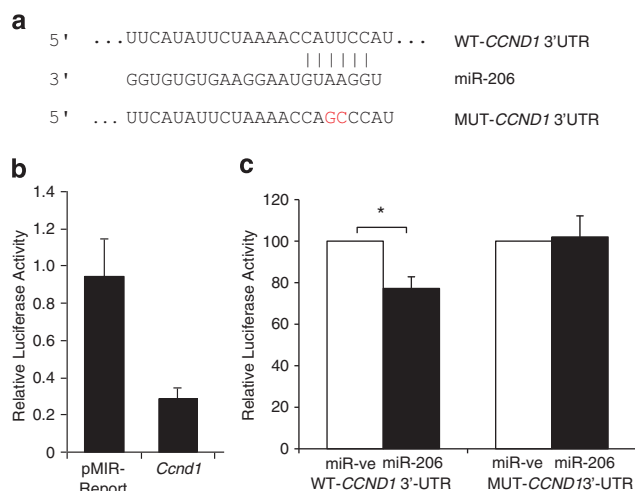 a
5' ...UUCAUAUUCUAAAACCAUUCCAU... WT-CCND1 3'UTR
3' GGUGUGUGAAGGAAUGUAAGGU miR-206
5' ...UUCAUAUUCUAAAACCAGCCCAU MUT-CCND1 3'UTR
b
Relative Luciferase Activity
1.4
1.2
1.0
0.8
0.6
0.4
0.2
0
pMIR-
Report
Ccnd1
c
Relative Luciferase Activity
120
100
80
60
40
20
0
*
miR-ve miR-206 miR-ve miR-206
WT-CCND1 3'-UTR MUT-CCND13'-UTR